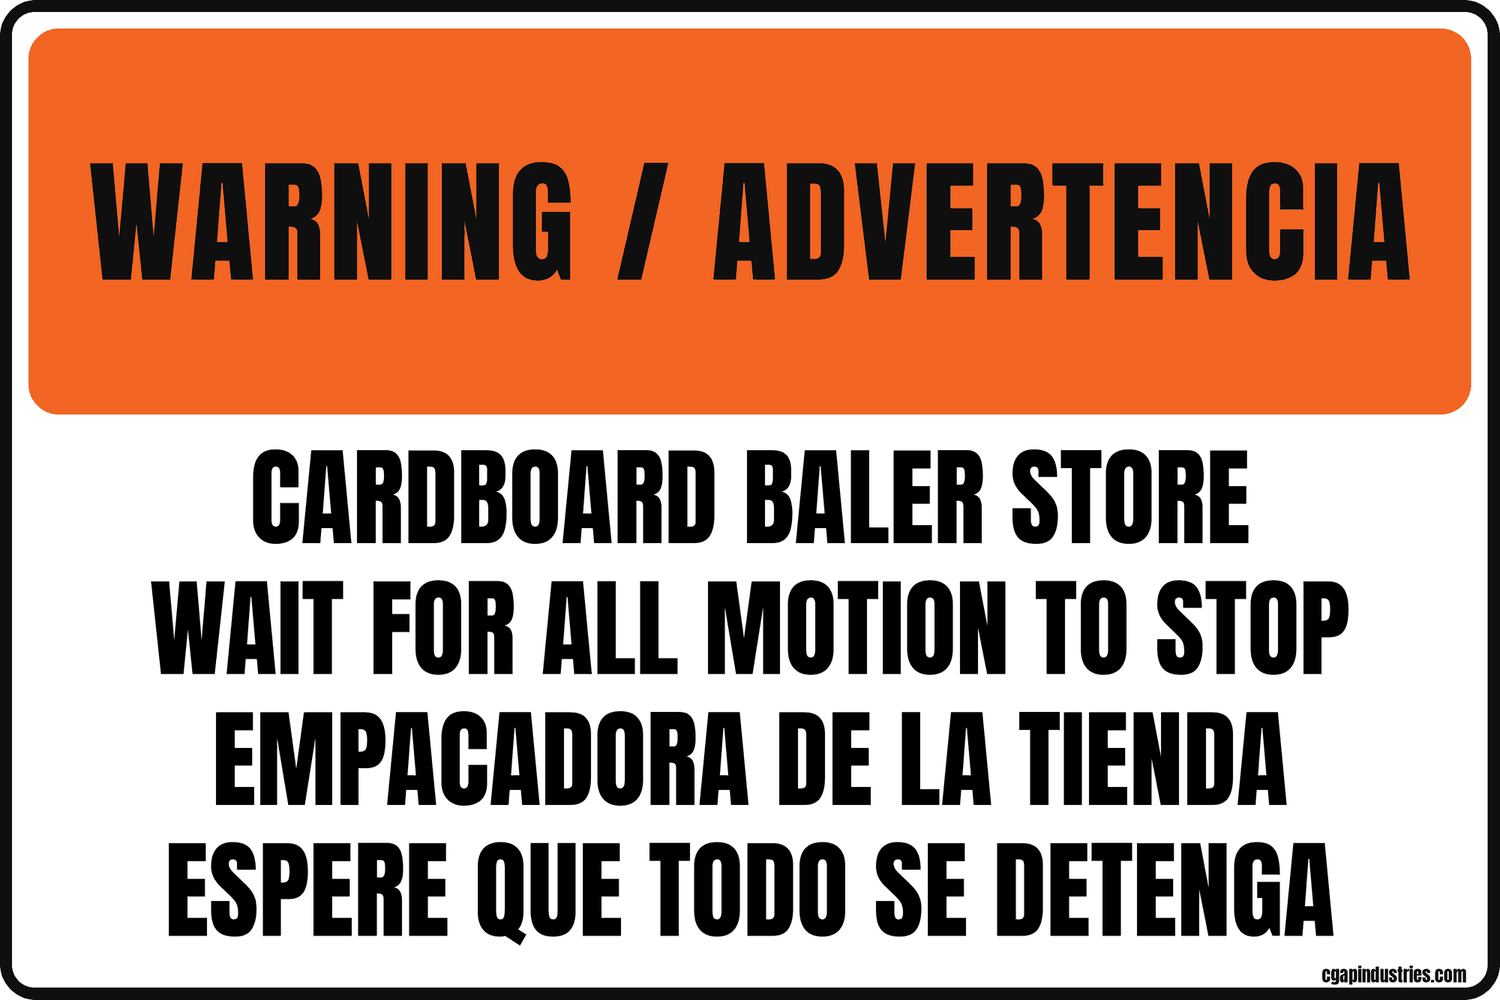 WARNING / ADVERTENCIA
CARDBOARD BALER STORE
WAIT FOR ALL MOTION TO STOP
EMPACADORA DE LA TIENDA
ESPERE QUE TODO SE DETENGA
cgapindustries.com